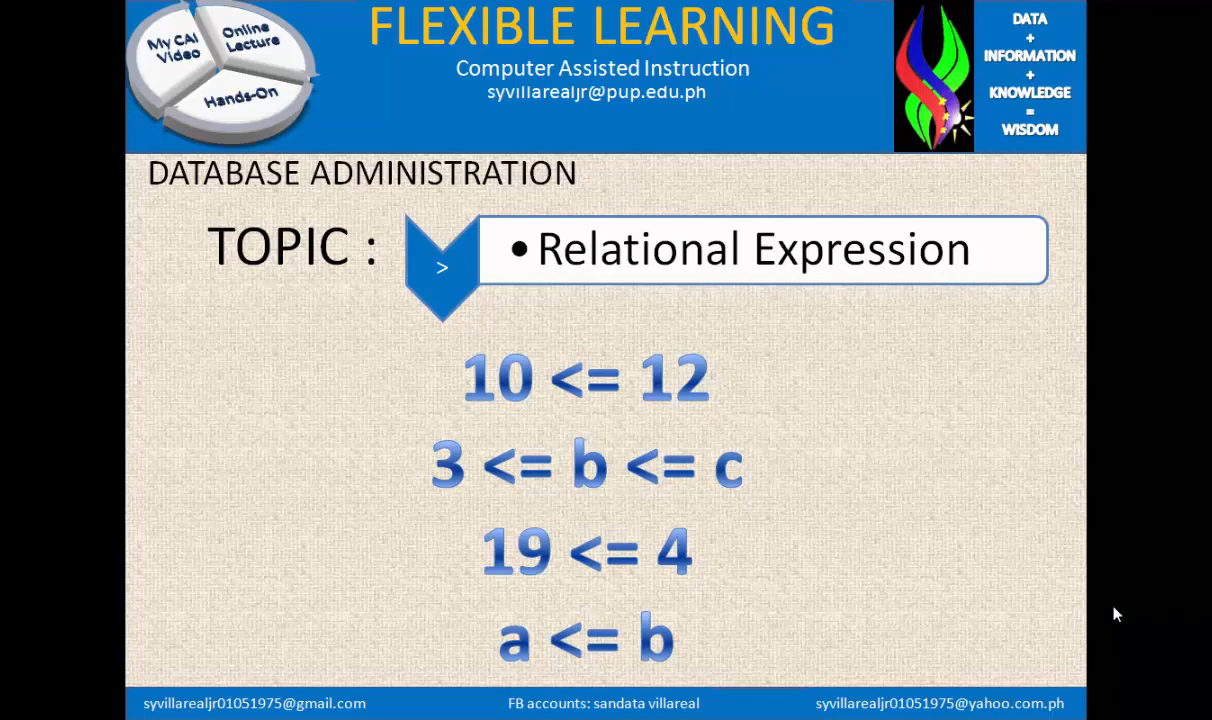 My CAI
Video
Online
Lecture
Hands-On
FLEXIBLE LEARNING
Computer Assisted Instruction
syvillarealjr@pup.edu.ph
DATA
+
INFORMATION
+
KNOWLEDGE
=
WISDOM
DATABASE ADMINISTRATION
TOPIC :
>
• Relational Expression
10 <= 12
3 <= b <= c
19 <= 4
a <= b
syvillarealjr01051975@gmail.com
FB accounts: sandata villareal
syvillarealjr01051975@yahoo.com.ph